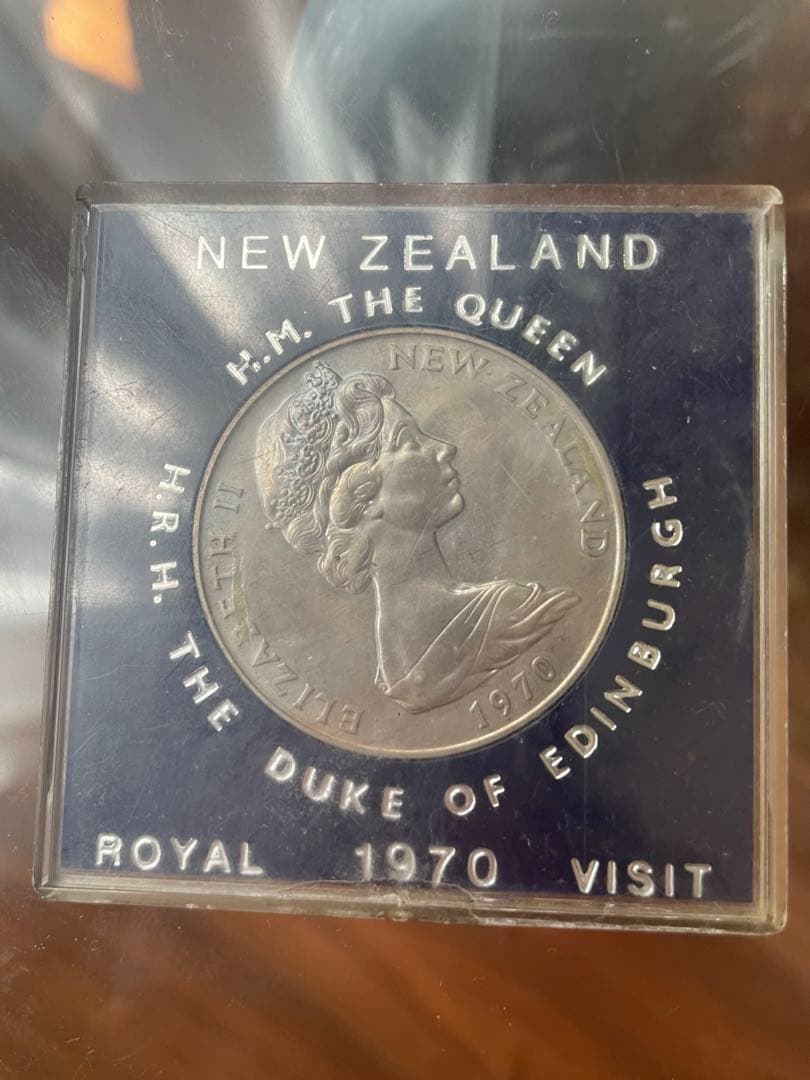 NEW ZEALAND
H.M. THE QUEEN
H.R.H. THE DUKE OF EDINBURGH
ELIZABETH II
NEW ZEALAND
1970
ROYAL 1970 VISIT